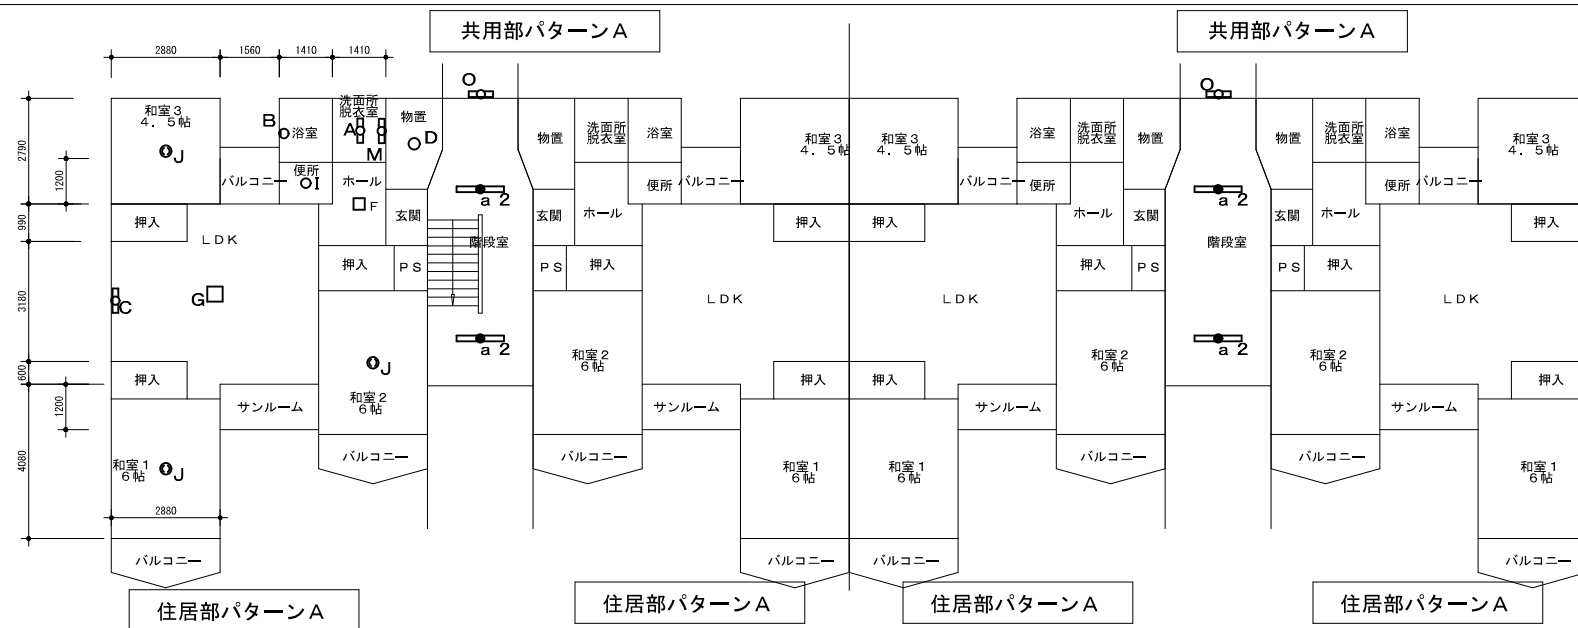 共用部パターンA
共用部パターンA
2880
1560
1410
1410
2790
1200
990
3180
600
1200
4080
2880
和室3
4.5帖
J
B
浴室
洗面所
脱衣室
A
M
物置
D
O
便所
I
ホール
F
バルコニー
押入
LDK
玄関
a2
階段室
押入
PS
C
G
a2
押入
J
和室2
6帖
サンルーム
バルコニー
和室1
6帖
J
バルコニー
住居部パターンA
物置
洗面所
脱衣室
浴室
和室3
4.5帖
便所
バルコニー
玄関
ホール
押入
PS
押入
LDK
和室2
6帖
押入
サンルーム
バルコニー
和室1
6帖
バルコニー
住居部パターンA
和室3
4.5帖
浴室
洗面所
脱衣室
物置
O
バルコニー
便所
押入
ホール
玄関
a2
階段室
押入
PS
LDK
a2
和室2
6帖
押入
サンルーム
バルコニー
和室1
6帖
バルコニー
住居部パターンA
物置
洗面所
脱衣室
浴室
和室3
4.5帖
便所
バルコニー
玄関
ホール
押入
PS
押入
LDK
和室2
6帖
押入
サンルーム
バルコニー
和室1
6帖
バルコニー
住居部パターンA